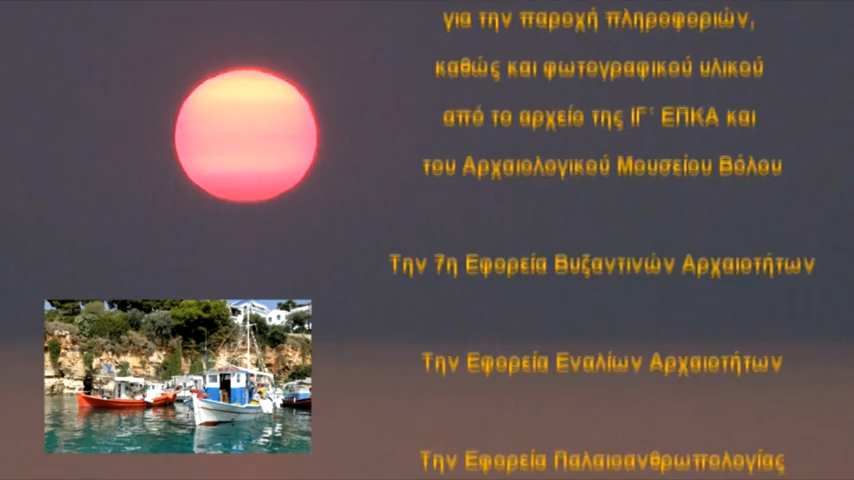 για την παροχή πληροφοριών,
καθώς και φωτογραφικού υλικού
από το αρχείο της ΙΓ΄ ΕΠΚΑ και
του Αρχαιολογικού Μουσείου Βόλου
Την 7η Εφορεία Βυζαντινών Αρχαιοτήτων
Την Εφορεία Εναλίων Αρχαιοτήτων
Την Εφορεία Παλαιοανθρωπολογίας